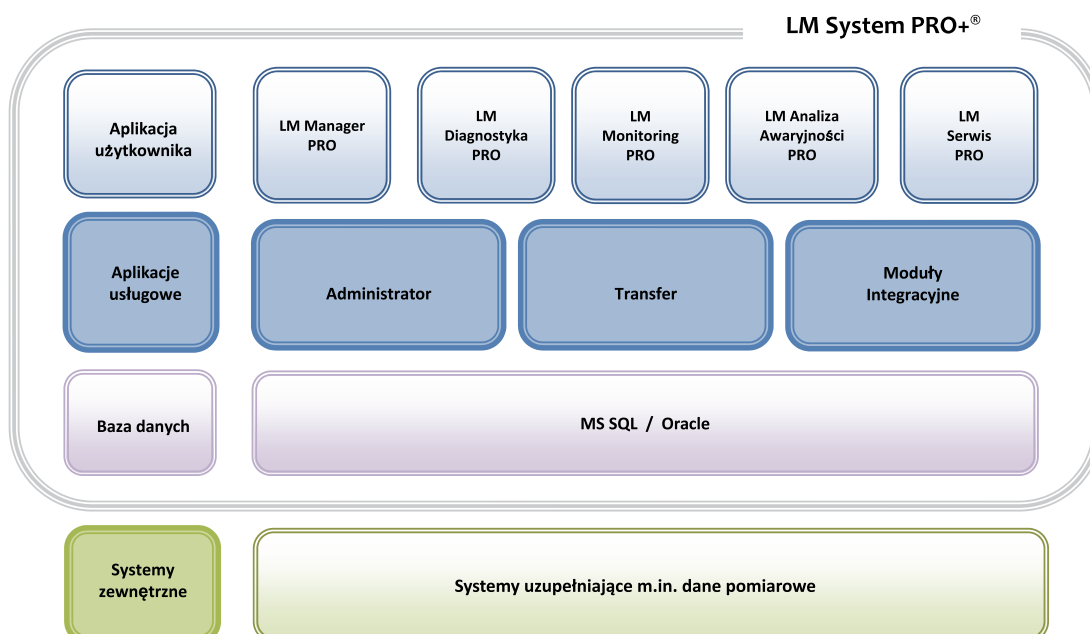 LM System PRO+®
Aplikacja
użytkownika
LM Manager
PRO
LM
Diagnostyka
PRO
LM
Monitoring
PRO
LM Analiza
Awaryjności
PRO
LM
Serwis
PRO
Aplikacje
usługowe
Administrator
Transfer
Moduły
Integracyjne
Baza danych
MS SQL / Oracle
Systemy
zewnętrzne
Systemy uzupełniające m.in. dane pomiarowe